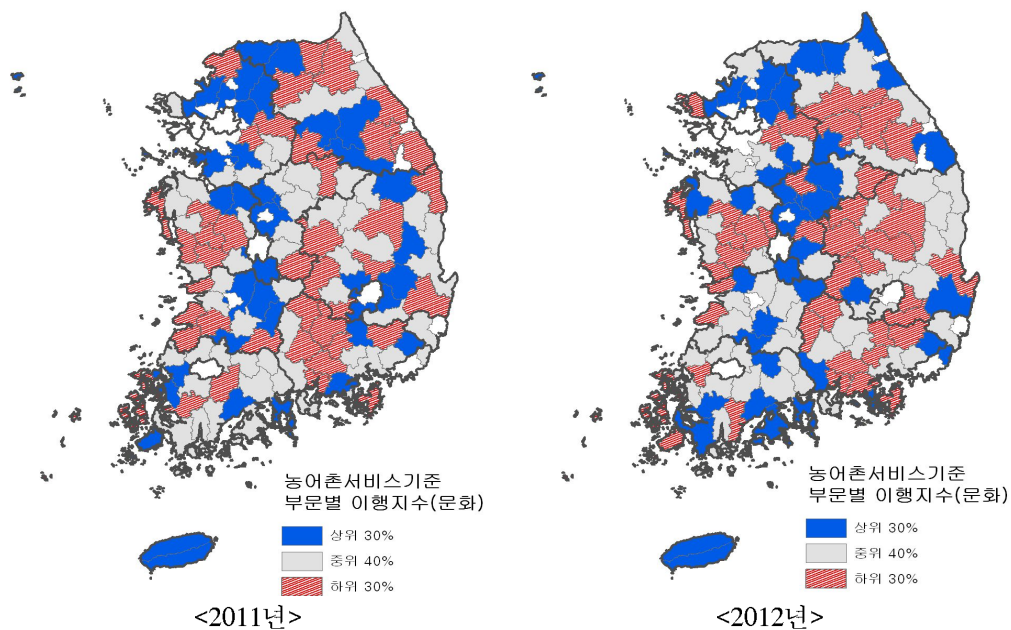 농어촌서비스기준
부문별 이행지수(문화)
상위 30%
중위 40%
하위 30%
<2011년>
농어촌서비스기준
부문별 이행지수(문화)
상위 30%
중위 40%
하위 30%
<2012년>